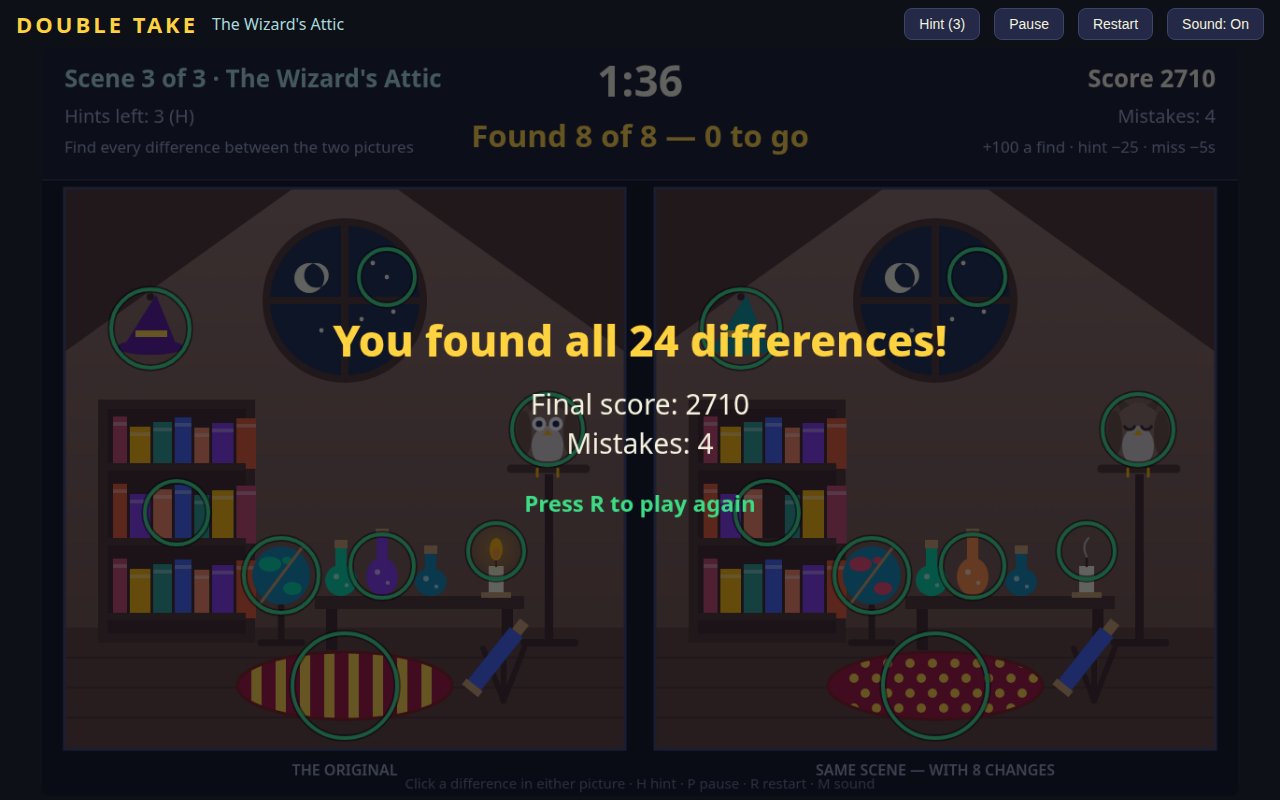 DOUBLE TAKE The Wizard's Attic Hint (3) Pause Restart Sound: On
Scene 3 of 3 · The Wizard's Attic 1:36 Score 2710
Hints left: 3 (H) Mistakes: 4
Found 8 of 8 — 0 to go
Find every difference between the two pictures +100 a find · hint −25 · miss −5s
You found all 24 differences!
Final score: 2710
Mistakes: 4
Press R to play again
THE ORIGINAL SAME SCENE — WITH 8 CHANGES
Click a difference in either picture · H hint · P pause · R restart · M sound